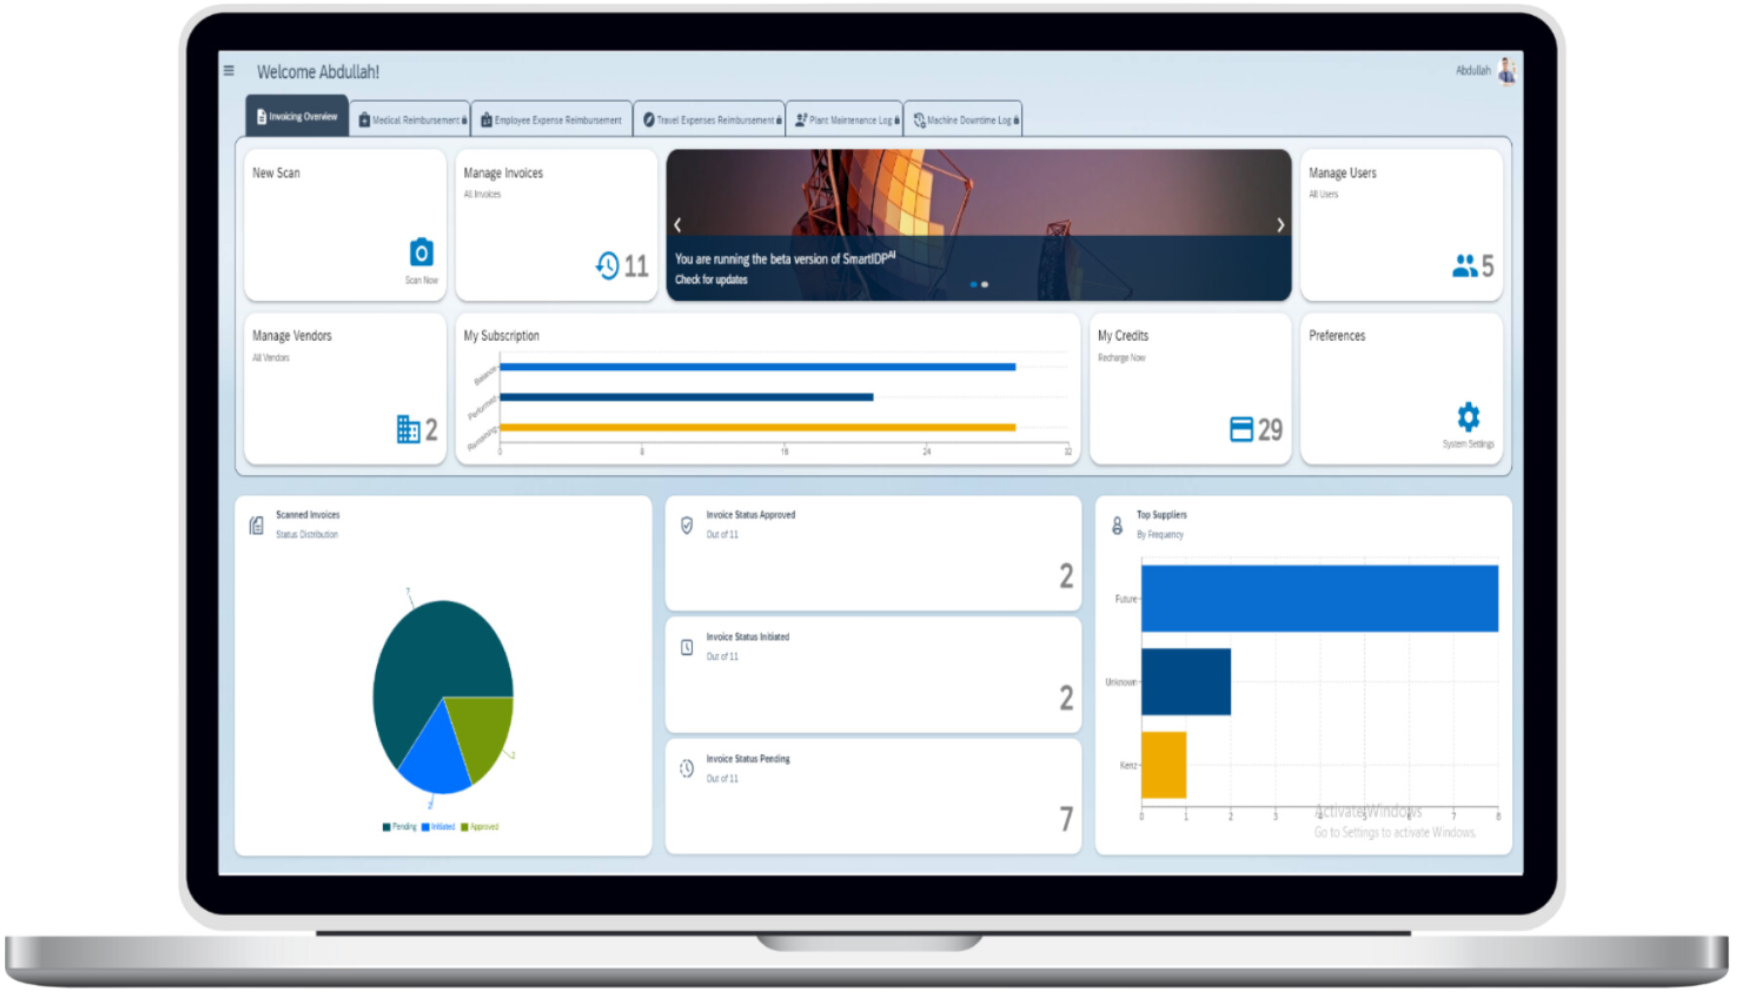 Welcome Abdullah!
Abdullah
Invoicing Overview
Medical Reimbursement
Employee Expense Reimbursement
Travel Expenses Reimbursement
Plant Maintenance Log
Machine Downtime Log
New Scan
Scan Now
Manage Invoices
All Invoices
11
You are running the beta version of SmartIDPAI
Check for updates
Manage Users
All Users
5
Manage Vendors
All Vendors
2
My Subscription
Balance
Performed
Remaining
0 8 16 24 32
My Credits
Recharge Now
29
Preferences
System Settings
Scanned Invoices
Status Distribution
7
2
2
Pending Initiated Approved
Invoice Status Approved
Out of 11
2
Invoice Status Initiated
Out of 11
2
Invoice Status Pending
Out of 11
7
Top Suppliers
By Frequency
Future
Unknown
Kenz
0 1 2 3 4 5 6 7 8
Activate Windows
Go to Settings to activate Windows.